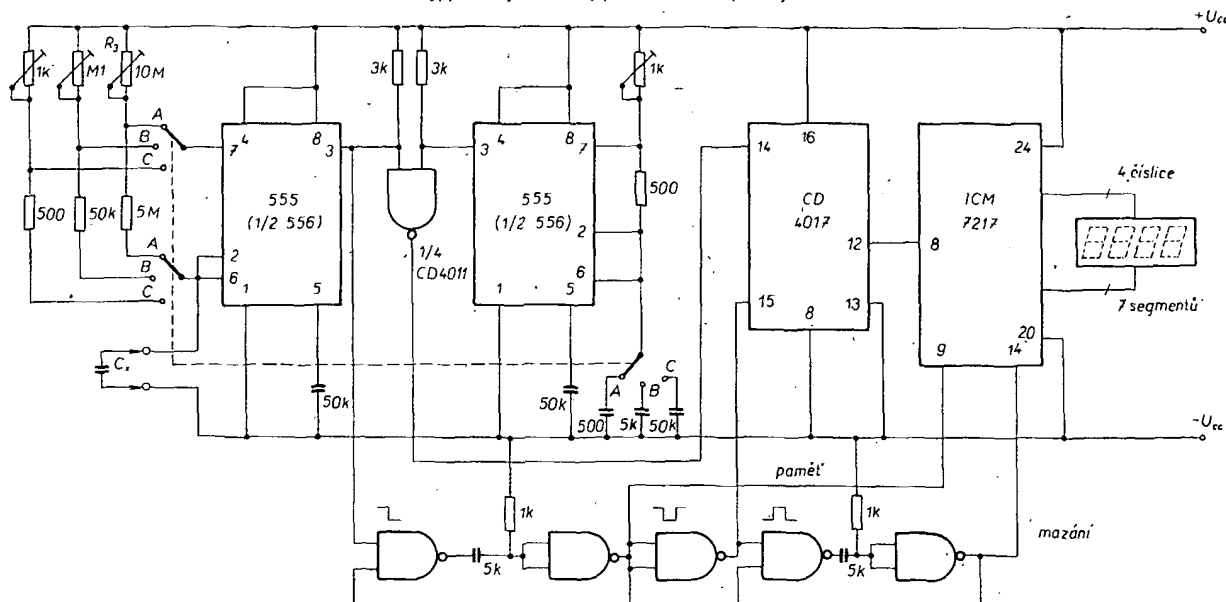 +Ucc
1k
M1
R3
10M
3k
3k
1k
A
B
C
7
4
8
3
555
(1/2 556)
2
6
1
5
500
50k
5M
A
B
C
Cx
50k
1/4
CD4011
3
4
8
7
555
(1/2 556)
2
6
1
5
500
50k
A
B
C
500
5k
50k
14
16
CD
4017
12
15
8
13
24
ICM
7217
8
20
9
14
4 číslice
7 segmentů
-Ucc
paměť
1k
1k
mazání
5k
5k